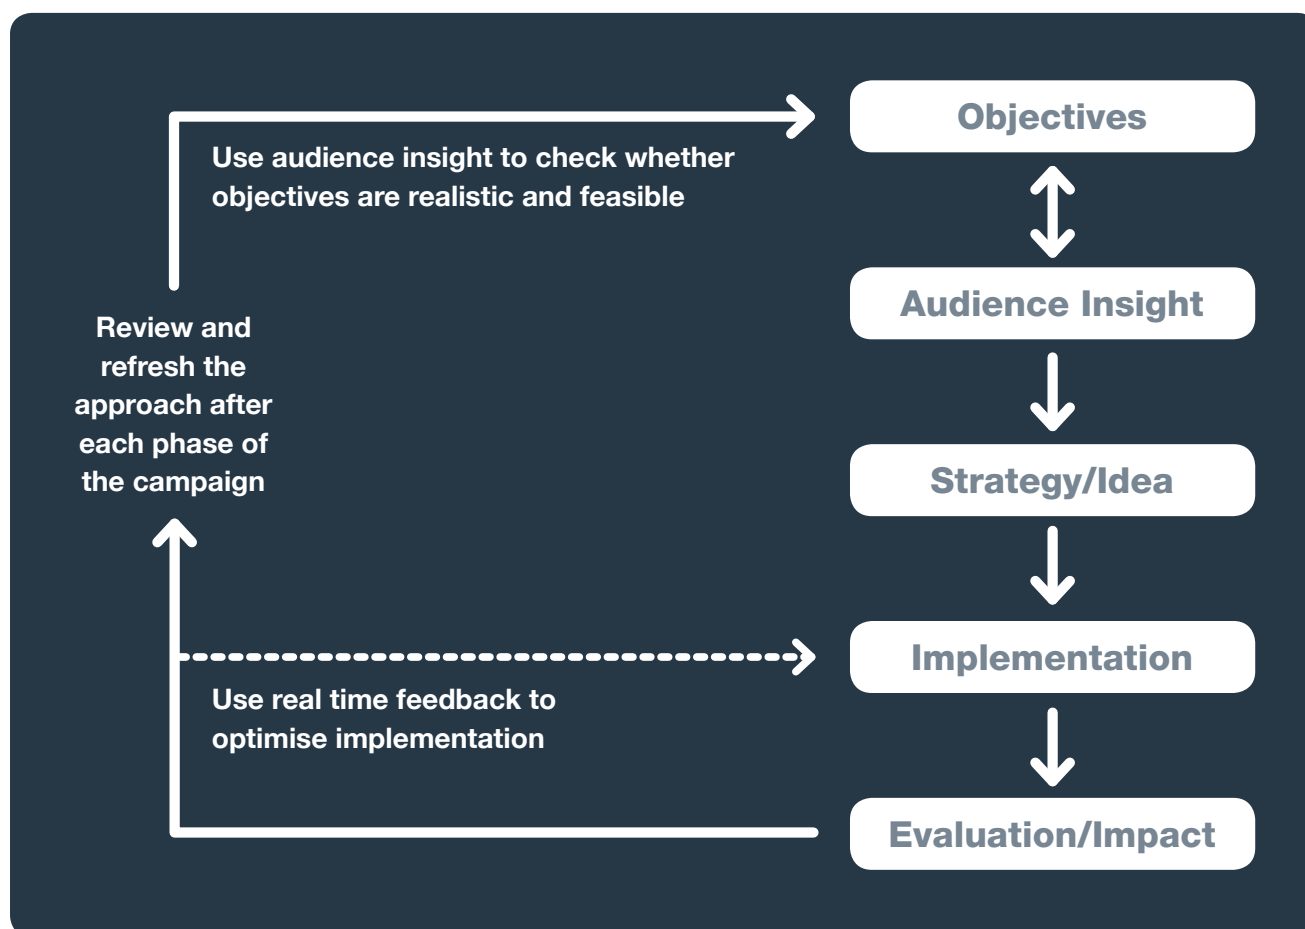 Objectives
Use audience insight to check whether
objectives are realistic and feasible
Audience Insight
Review and
refresh the
approach after
each phase of
the campaign
Strategy/Idea
Implementation
Use real time feedback to
optimise implementation
Evaluation/Impact